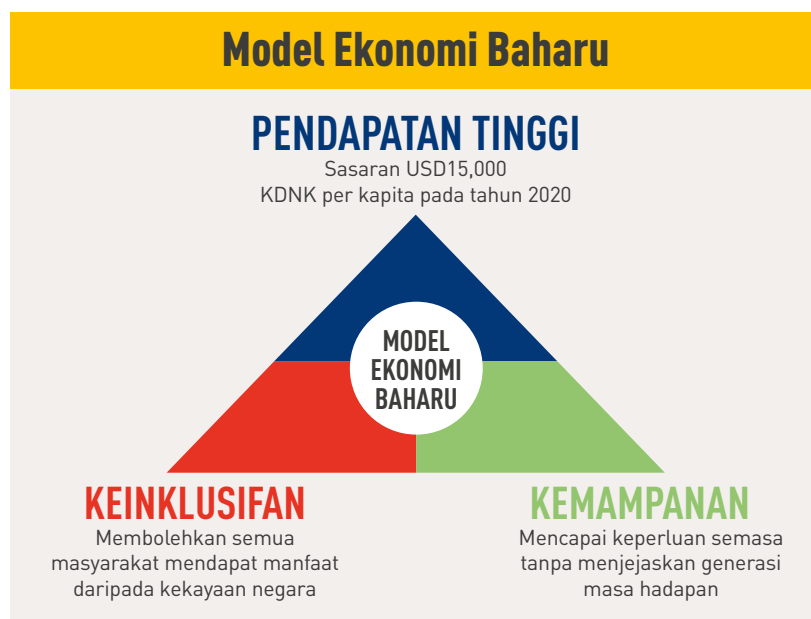 Model Ekonomi Baharu
PENDAPATAN TINGGI
Sasaran USD15,000
KDNK per kapita pada tahun 2020
MODEL
EKONOMI
BAHARU
KEINKLUSIFAN
Membolehkan semua
masyarakat mendapat manfaat
daripada kekayaan negara
KEMAMPANAN
Mencapai keperluan semasa
tanpa menjejaskan generasi
masa hadapan